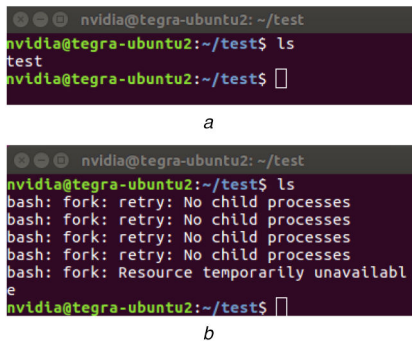 nvidia@tegra-ubuntu2: ~/test
nvidia@tegra-ubuntu2:~/test$ ls
test
nvidia@tegra-ubuntu2:~/test$
a
nvidia@tegra-ubuntu2: ~/test
nvidia@tegra-ubuntu2:~/test$ ls
bash: fork: retry: No child processes
bash: fork: retry: No child processes
bash: fork: retry: No child processes
bash: fork: retry: No child processes
bash: fork: Resource temporarily unavailabl
e
nvidia@tegra-ubuntu2:~/test$
b